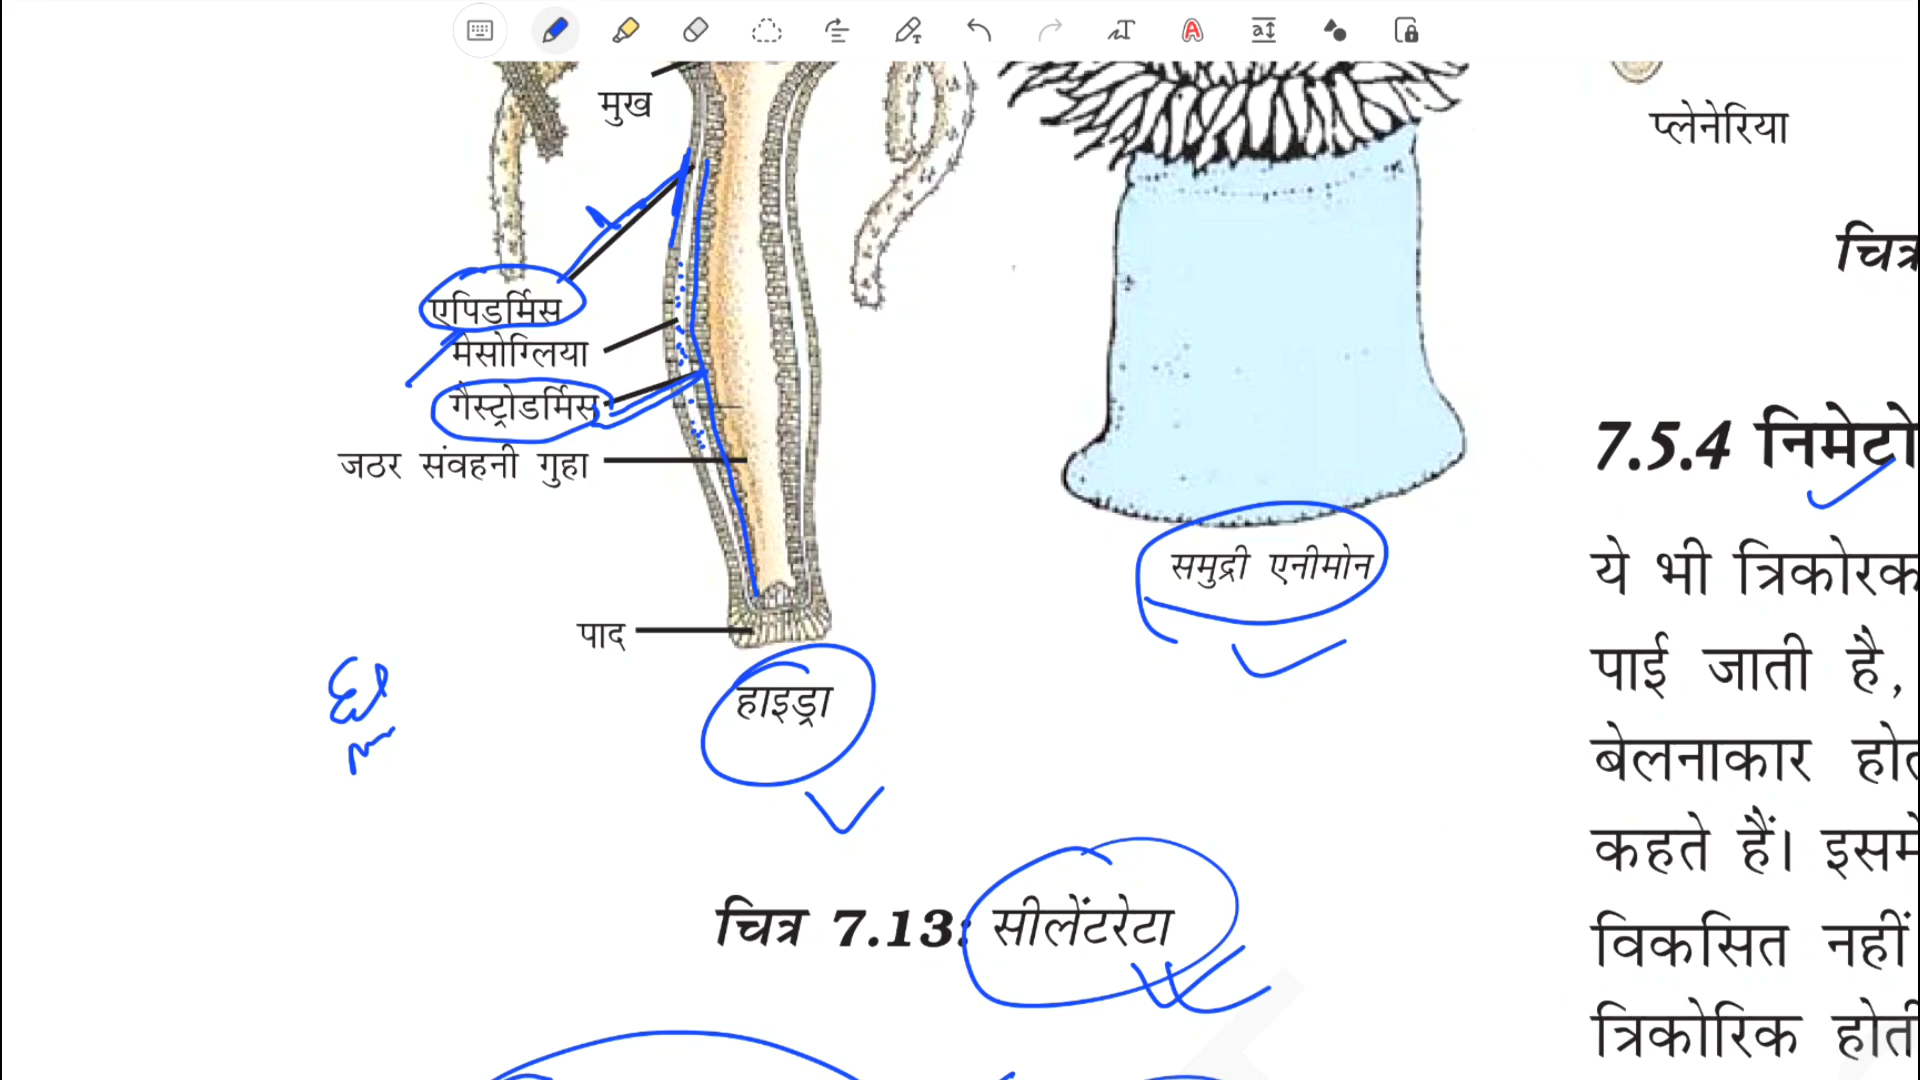 मुख
एपिडर्मिस
मेसोग्लिया
गैस्ट्रोडर्मिस
जठर संवहनी गुहा
पाद
हाइड्रा
समुद्री एनीमोन
चित्र 7.13: सीलेंटरेटा
प्लेनेरिया
चित्र
7.5.4 निमेटो
ये भी त्रिकोरक
पाई जाती है,
बेलनाकार
कहते हैं।
विकसित नहीं
त्रिकोरिक